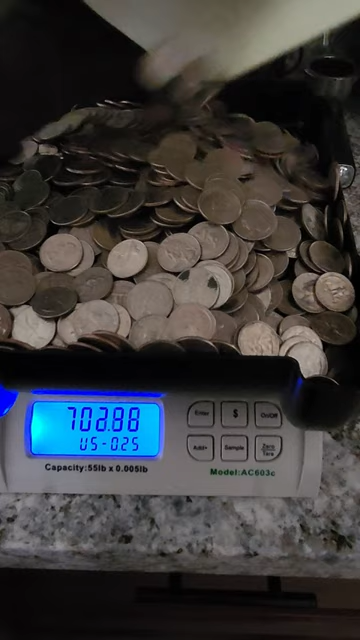 702.88
US-025
Enter $ On/Off
Add+ Sample Zero Tare
Capacity:55lb x 0.005lb
Model:AC603c